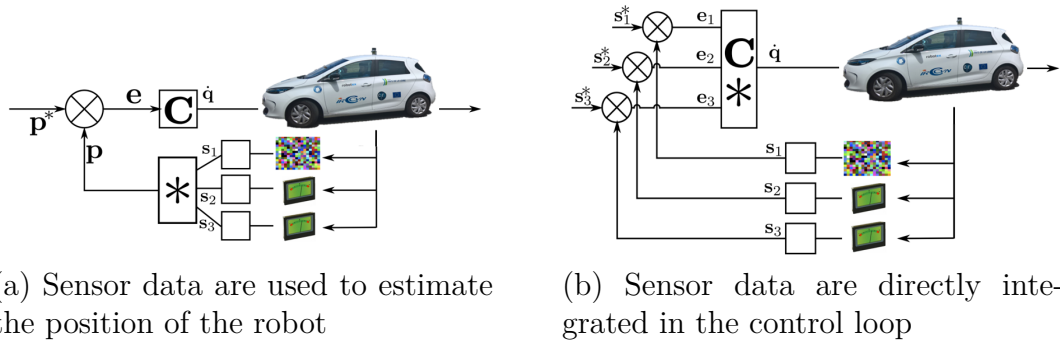 p*
e
C
q̇
p
*
s₁
s₂
s₃
s₁*
s₂*
s₃*
e₁
e₂
e₃
C
*
q̇
s₁
s₂
s₃
a) Sensor data are used to estimate
the position of the robot
(b) Sensor data are directly inte-
grated in the control loop